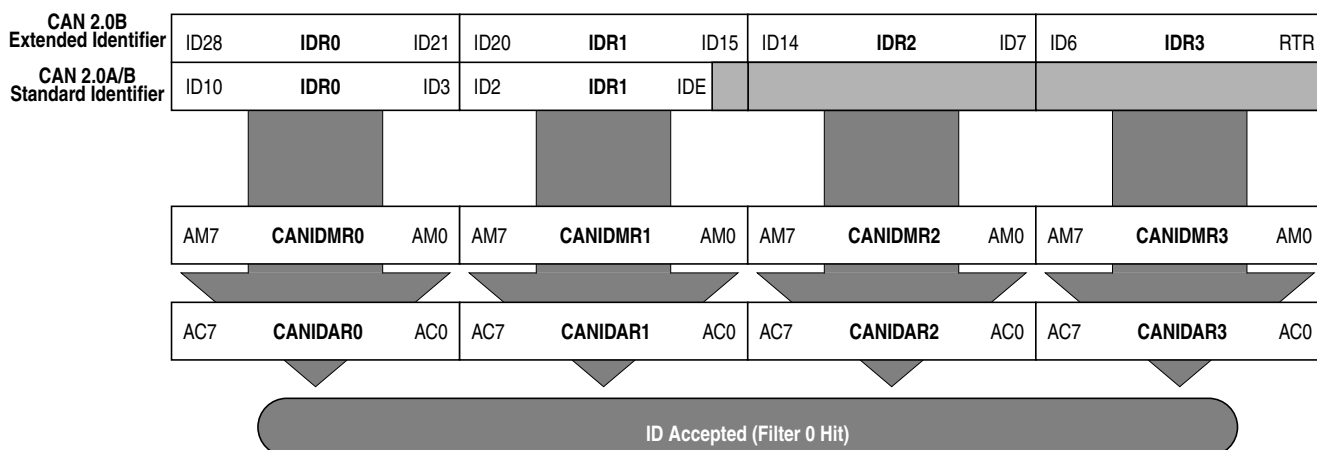 CAN 2.0B
Extended Identifier ID28 IDR0 ID21 ID20 IDR1 ID15 ID14 IDR2 ID7 ID6 IDR3 RTR
CAN 2.0A/B
Standard Identifier ID10 IDR0 ID3 ID2 IDR1 IDE
AM7 CANIDMR0 AM0 AM7 CANIDMR1 AM0 AM7 CANIDMR2 AM0 AM7 CANIDMR3 AM0
AC7 CANIDAR0 AC0 AC7 CANIDAR1 AC0 AC7 CANIDAR2 AC0 AC7 CANIDAR3 AC0
ID Accepted (Filter 0 Hit)